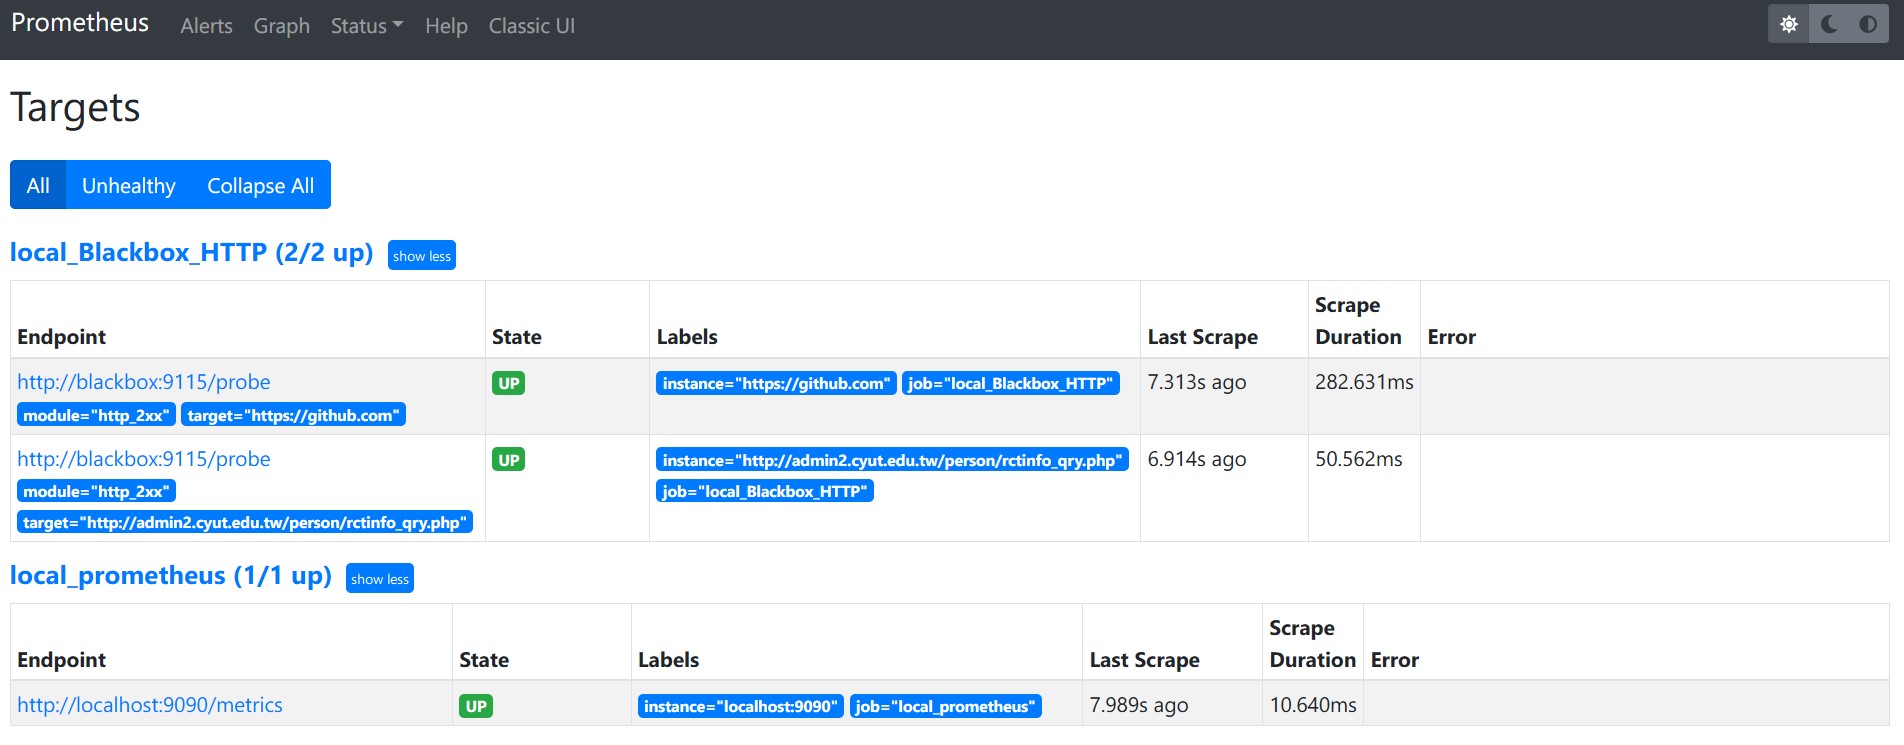 Prometheus Alerts Graph Status Help Classic UI
Targets
All Unhealthy Collapse All
local_Blackbox_HTTP (2/2 up) show less
Endpoint State Labels Last Scrape Scrape Duration Error
http://blackbox:9115/probe UP instance="https://github.com" job="local_Blackbox_HTTP" 7.313s ago 282.631ms
module="http_2xx" target="https://github.com"
http://blackbox:9115/probe UP instance="http://admin2.cyut.edu.tw/person/rctinfo_qry.php" 6.914s ago 50.562ms
module="http_2xx" job="local_Blackbox_HTTP"
target="http://admin2.cyut.edu.tw/person/rctinfo_qry.php"
local_prometheus (1/1 up) show less
Endpoint State Labels Last Scrape Scrape Duration Error
http://localhost:9090/metrics UP instance="localhost:9090" job="local_prometheus" 7.989s ago 10.640ms